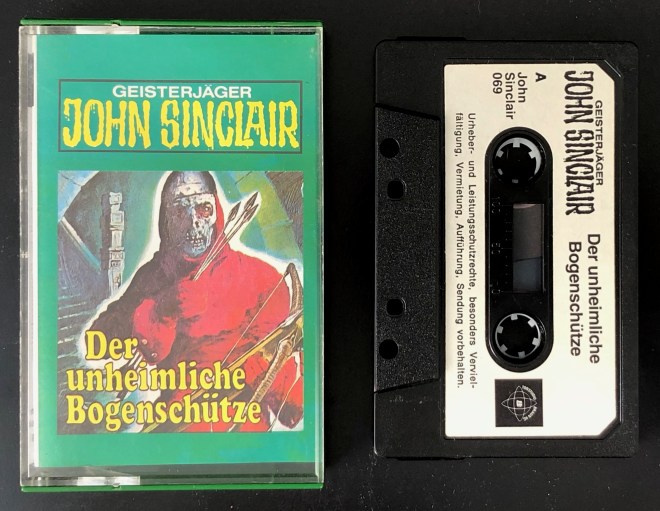 GEISTERJÄGER
JOHN SINCLAIR
Der
unheimliche
Bogenschütze
GEISTERJÄGER
JOHN SINCLAIR
Der unheimliche
Bogenschütze
A
John
Sinclair
069
Urheber- und Leistungsschutzrechte, besonders Verviel-
fältigung, Vermietung, Aufführung, Sendung vorbehalten.